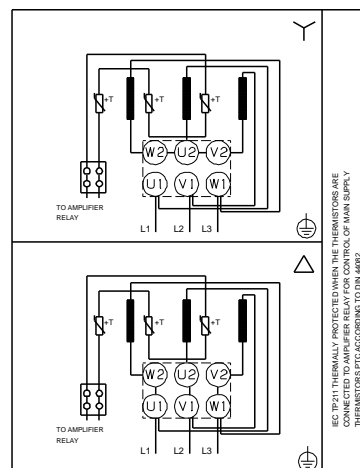 +T
+T
+T
W2
U2
V2
U1
V1
W1
TO AMPLIFIER
RELAY
L1
L2
L3
+T
+T
+T
W2
U2
V2
U1
V1
W1
TO AMPLIFIER
RELAY
L1
L2
L3
IEC TP 211 THERMALLY PROTECTED WHEN THE THERMISTORS ARE
CONNECTED TO AMPLIFIER RELAY FOR CONTROL OF MAIN SUPPLY
THERMISTORS PTC ACCORDING TO DIN 44082